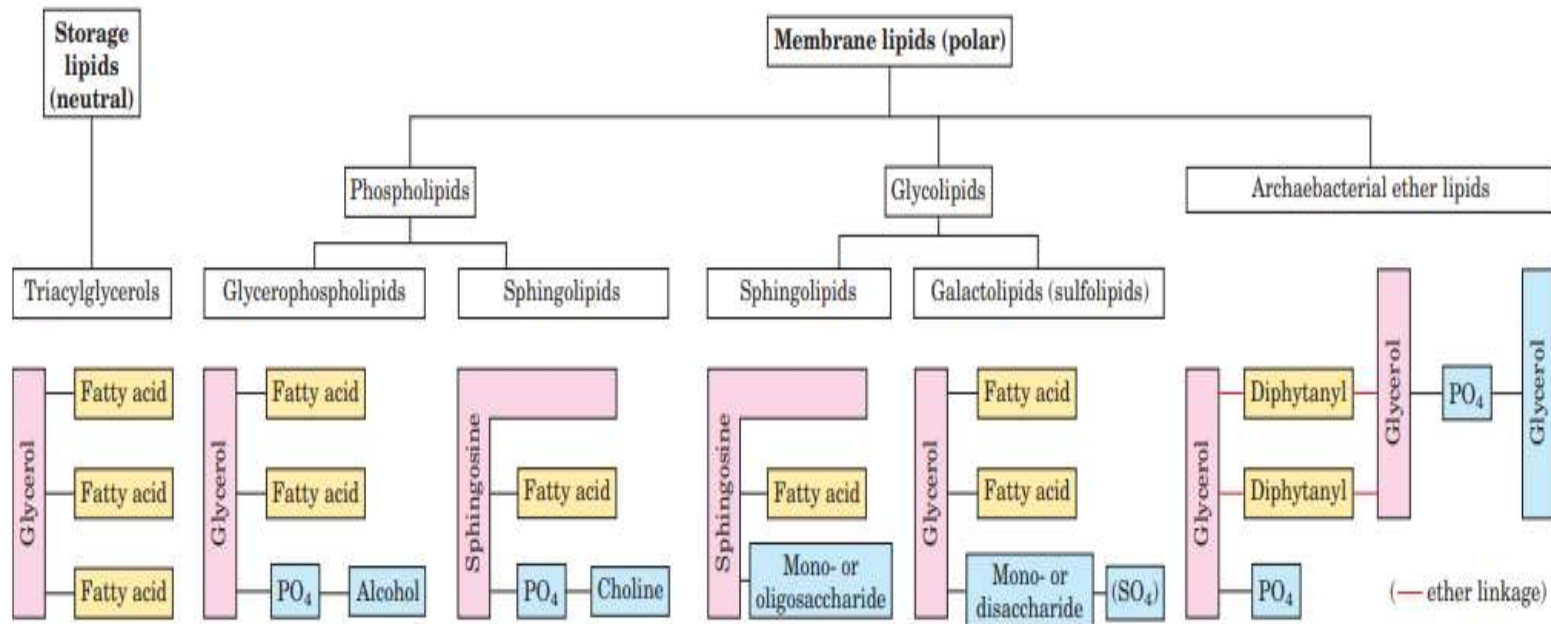 Storage
lipids
(neutral)
Membrane lipids (polar)
Phospholipids
Glycolipids
Archaebacterial ether lipids
Triacylglycerols
Glycerophospholipids
Sphingolipids
Sphingolipids
Galactolipids (sulfolipids)
Glycerol
Fatty acid
Fatty acid
Fatty acid
Glycerol
Fatty acid
Fatty acid
PO₄
Alcohol
Sphingosine
Fatty acid
PO₄
Choline
Sphingosine
Fatty acid
Mono- or
oligosaccharide
Glycerol
Fatty acid
Fatty acid
Mono- or
disaccharide
(SO₄)
Glycerol
Diphytanyl
Diphytanyl
PO₄
Glycerol
PO₄
Glycerol
(— ether linkage)